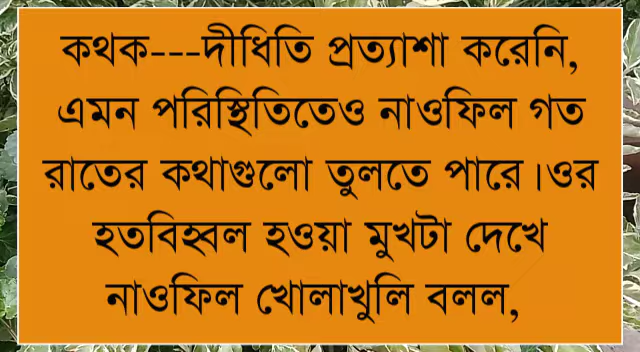 কথক---দীধিতি প্রত্যাশা করেনি,
এমন পরিস্থিতিতেও নাওফিল গত
রাতের কথাগুলো তুলতে পারে।ওর
হতবিহ্বল হওয়া মুখটা দেখে
নাওফিল খোলাখুলি বলল,